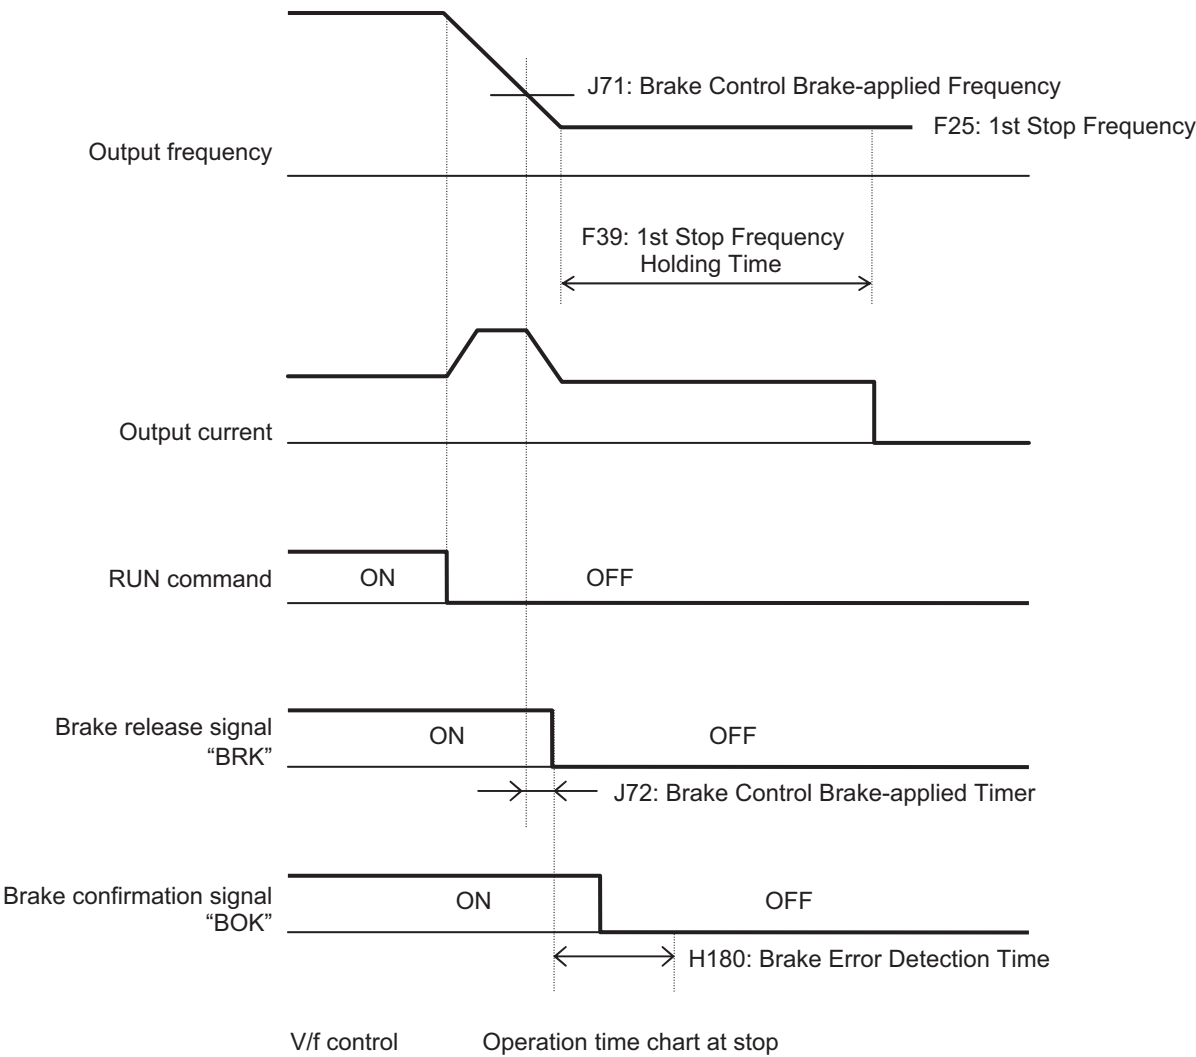 J71: Brake Control Brake-applied Frequency
F25: 1st Stop Frequency
Output frequency
F39: 1st Stop Frequency
Holding Time
Output current
RUN command
ON
OFF
Brake release signal
“BRK”
ON
OFF
J72: Brake Control Brake-applied Timer
Brake confirmation signal
“BOK”
ON
OFF
H180: Brake Error Detection Time
V/f control
Operation time chart at stop